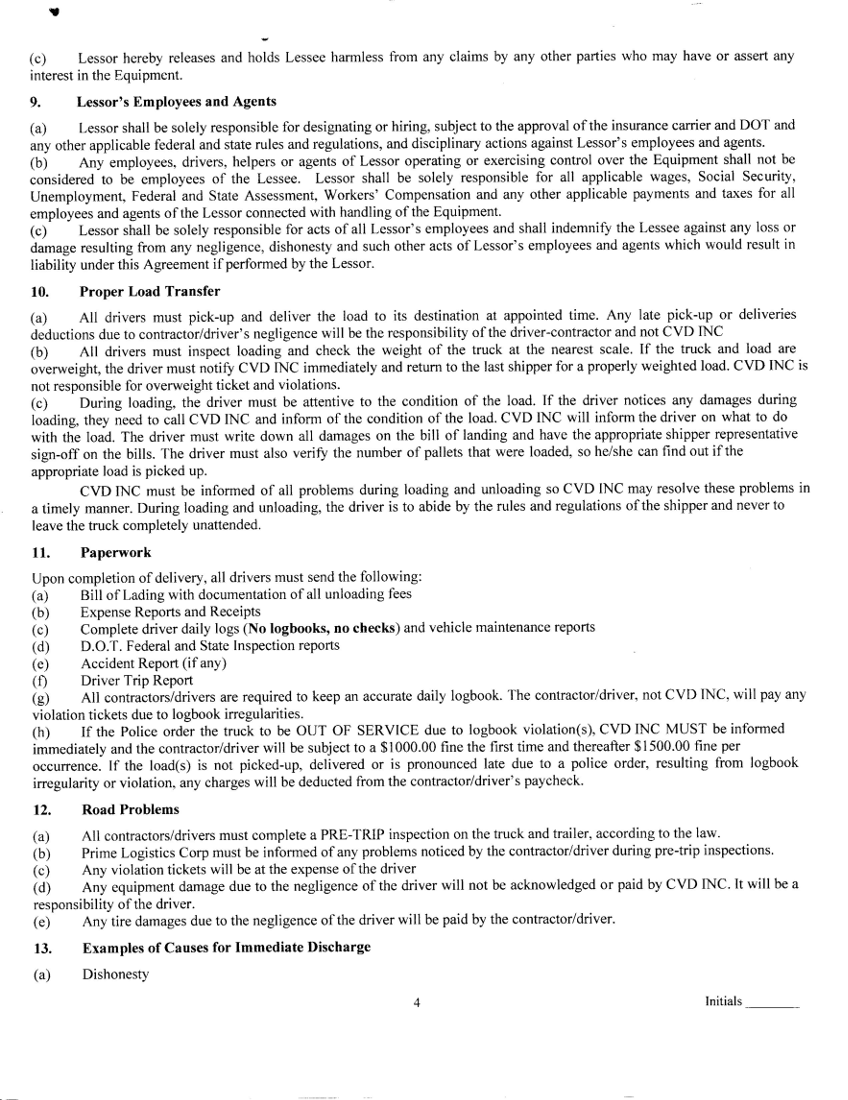 (c) Lessor hereby releases and holds Lessee harmless from any claims by any other parties who may have or assert any
interest in the Equipment.
9. Lessor's Employees and Agents
(a) Lessor shall be solely responsible for designating or hiring, subject to the approval of the insurance carrier and DOT and
any other applicable federal and state rules and regulations, and disciplinary actions against Lessor's employees and agents.
(b) Any employees, drivers, helpers or agents of Lessor operating or exercising control over the Equipment shall not be
considered to be employees of the Lessee. Lessor shall be solely responsible for all applicable wages, Social Security,
Unemployment, Federal and State Assessment, Workers' Compensation and any other applicable payments and taxes for all
employees and agents of the Lessor connected with handling of the Equipment.
(c) Lessor shall be solely responsible for acts of all Lessor's employees and shall indemnify the Lessee against any loss or
damage resulting from any negligence, dishonesty and such other acts of Lessor's employees and agents which would result in
liability under this Agreement if performed by the Lessor.
10. Proper Load Transfer
(a) All drivers must pick-up and deliver the load to its destination at appointed time. Any late pick-up or deliveries
deductions due to contractor/driver's negligence will be the responsibility of the driver-contractor and not CVD INC
(b) All drivers must inspect loading and check the weight of the truck at the nearest scale. If the truck and load are
overweight, the driver must notify CVD INC immediately and return to the last shipper for a properly weighted load. CVD INC is
not responsible for overweight ticket and violations.
(c) During loading, the driver must be attentive to the condition of the load. If the driver notices any damages during
loading, they need to call CVD INC and inform of the condition of the load. CVD INC will inform the driver on what to do
with the load. The driver must write down all damages on the bill of landing and have the appropriate shipper representative
sign-off on the bills. The driver must also verify the number of pallets that were loaded, so he/she can find out if the
appropriate load is picked up.
CVD INC must be informed of all problems during loading and unloading so CVD INC may resolve these problems in
a timely manner. During loading and unloading, the driver is to abide by the rules and regulations of the shipper and never to
leave the truck completely unattended.
11. Paperwork
Upon completion of delivery, all drivers must send the following:
(a) Bill of Lading with documentation of all unloading fees
(b) Expense Reports and Receipts
(c) Complete driver daily logs (No logbooks, no checks) and vehicle maintenance reports
(d) D.O.T. Federal and State Inspection reports
(e) Accident Report (if any)
(f) Driver Trip Report
(g) All contractors/drivers are required to keep an accurate daily logbook. The contractor/driver, not CVD INC, will pay any
violation tickets due to logbook irregularities.
(h) If the Police order the truck to be OUT OF SERVICE due to logbook violation(s), CVD INC MUST be informed
immediately and the contractor/driver will be subject to a $1000.00 fine the first time and thereafter $1500.00 fine per
occurrence. If the load(s) is not picked-up, delivered or is pronounced late due to a police order, resulting from logbook
irregularity or violation, any charges will be deducted from the contractor/driver's paycheck.
12. Road Problems
(a) All contractors/drivers must complete a PRE-TRIP inspection on the truck and trailer, according to the law.
(b) Prime Logistics Corp must be informed of any problems noticed by the contractor/driver during pre-trip inspections.
(c) Any violation tickets will be at the expense of the driver
(d) Any equipment damage due to the negligence of the driver will not be acknowledged or paid by CVD INC. It will be a
responsibility of the driver.
(e) Any tire damages due to the negligence of the driver will be paid by the contractor/driver.
13. Examples of Causes for Immediate Discharge
(a) Dishonesty
4
Initials ______